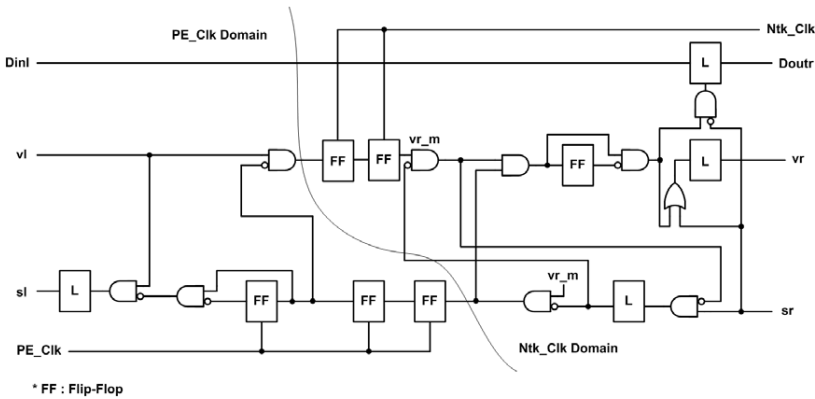 Ntk_Clk
PE_Clk Domain
Dinl
L
Doutr
vl
FF
FF
vr_m
FF
L
vr
vr_m
sl
L
FF
FF
FF
L
sr
PE_Clk
Ntk_Clk Domain
* FF : Flip-Flop